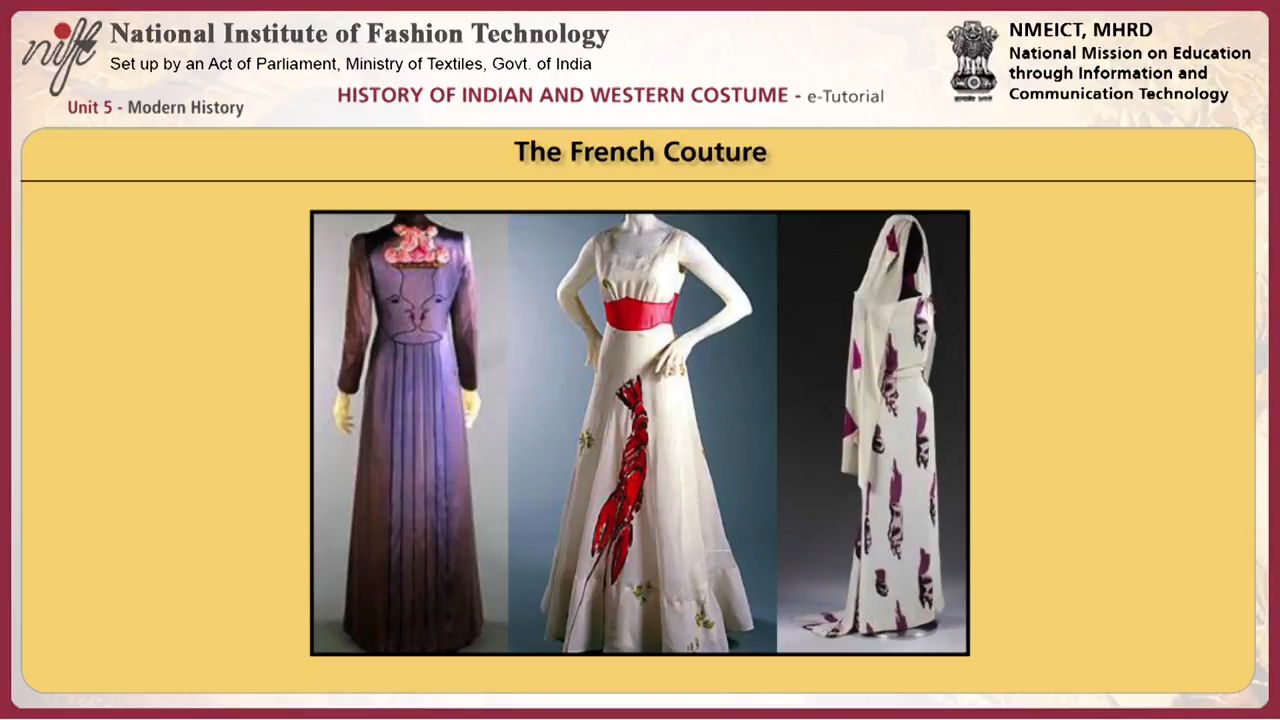 nift
National Institute of Fashion Technology
Set up by an Act of Parliament, Ministry of Textiles, Govt. of India
Unit 5 - Modern History
HISTORY OF INDIAN AND WESTERN COSTUME - e-Tutorial
NMEICT, MHRD
National Mission on Education
through Information and
Communication Technology
The French Couture